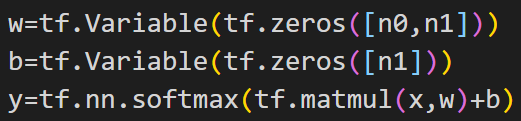 w=tf.Variable(tf.zeros([n0,n1]))
b=tf.Variable(tf.zeros([n1]))
y=tf.nn.softmax(tf.matmul(x,w)+b)